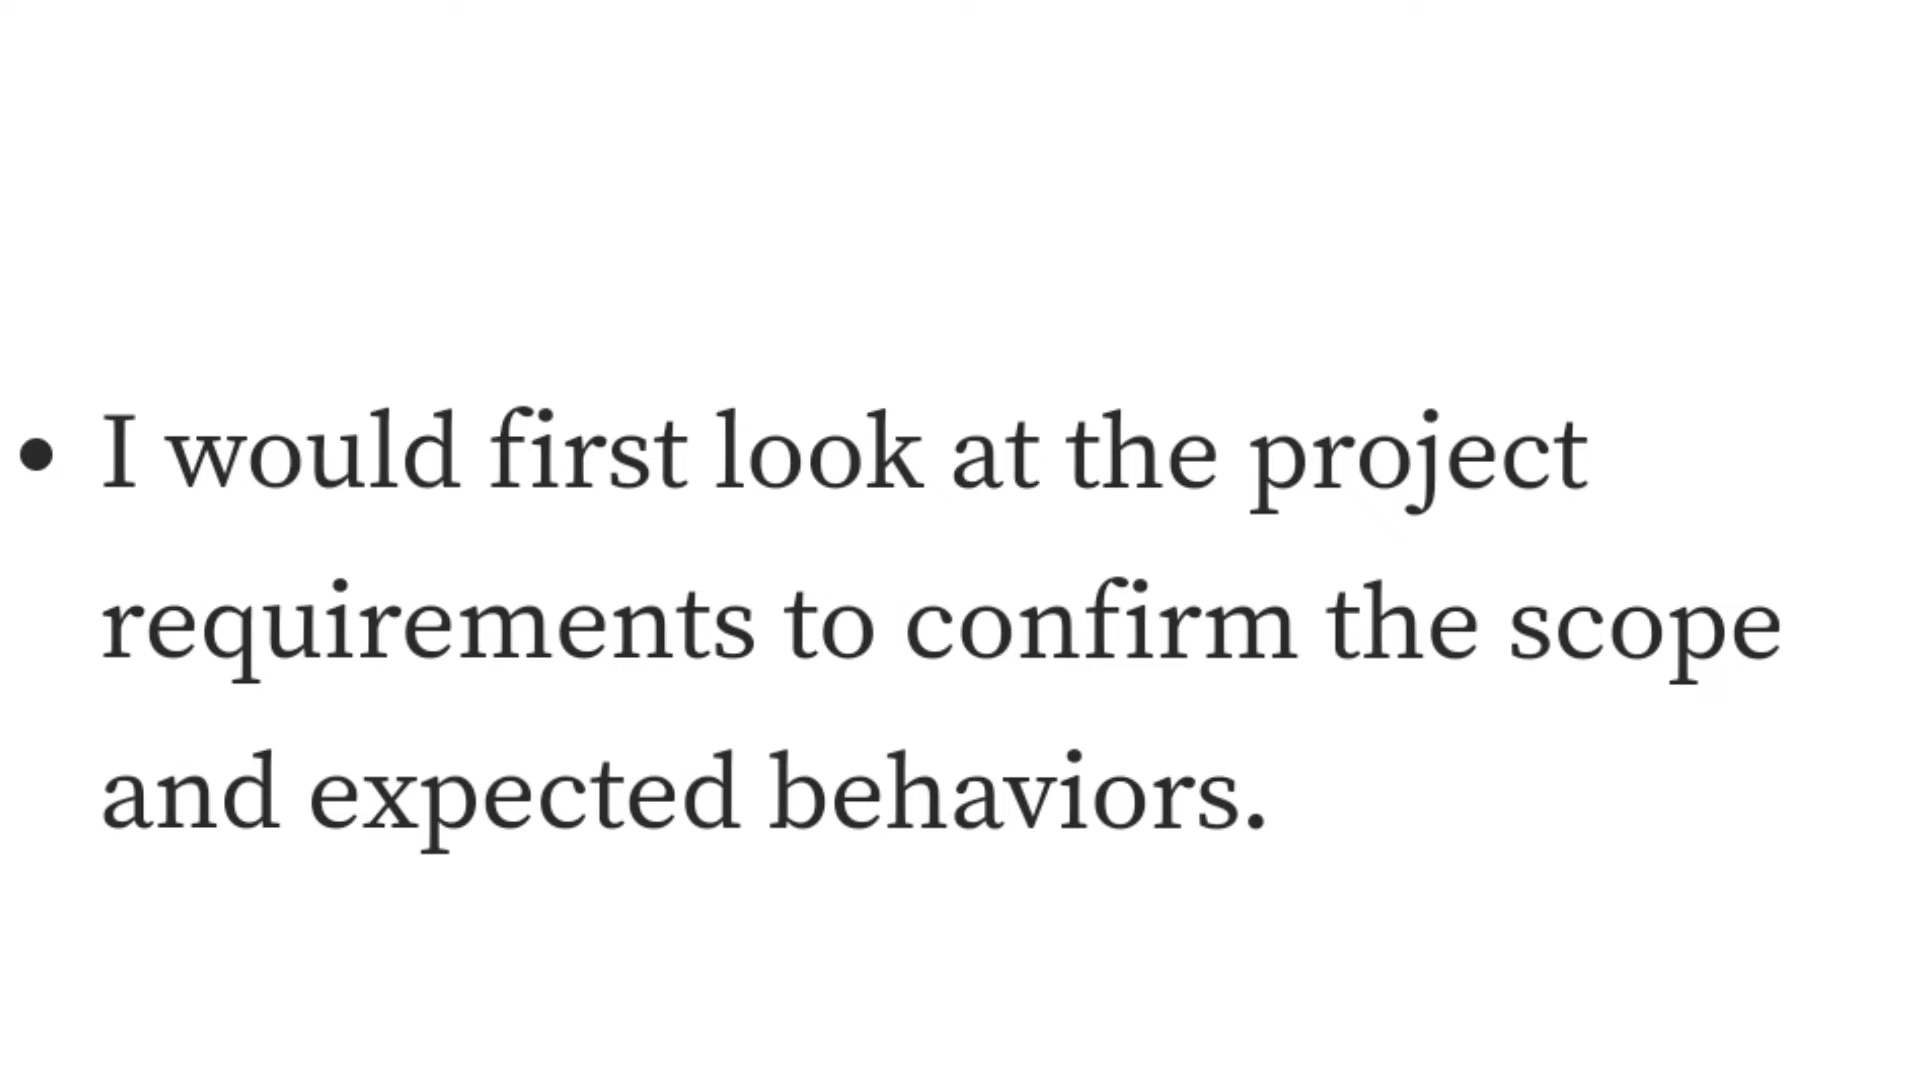 • I would first look at the project
requirements to confirm the scope
and expected behaviors.